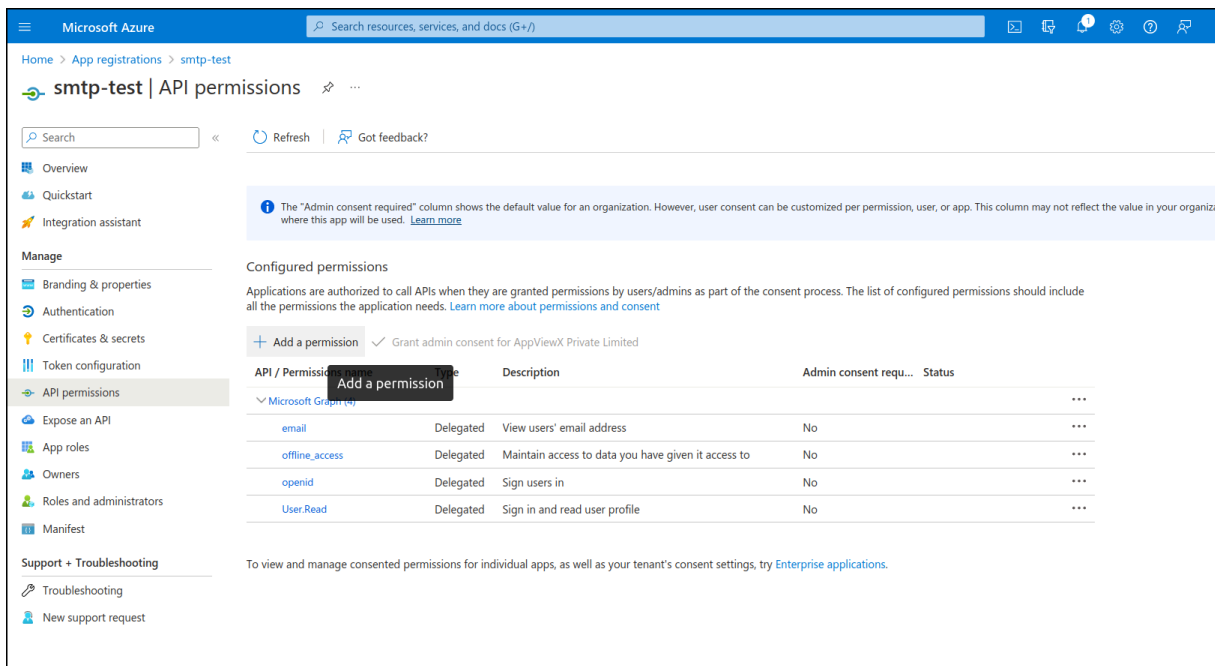 Microsoft Azure
Search resources, services, and docs (G+/)
1
Home > App registrations > smtp-test
smtp-test | API permissions
Search
Refresh
Got feedback?
Overview
Quickstart
Integration assistant
The "Admin consent required" column shows the default value for an organization. However, user consent can be customized per permission, user, or app. This column may not reflect the value in your organiza
where this app will be used. Learn more
Manage
Branding & properties
Authentication
Certificates & secrets
Token configuration
API permissions
Expose an API
App roles
Owners
Roles and administrators
Manifest
Support + Troubleshooting
Troubleshooting
New support request
Configured permissions
Applications are authorized to call APIs when they are granted permissions by users/admins as part of the consent process. The list of configured permissions should include
all the permissions the application needs. Learn more about permissions and consent
Add a permission
Grant admin consent for AppViewX Private Limited
API / Permissions name Type Description Admin consent requ... Status
Add a permission
Microsoft Graph (4)
email Delegated View users' email address No
offline_access Delegated Maintain access to data you have given it access to No
openid Delegated Sign users in No
User.Read Delegated Sign in and read user profile No
To view and manage consented permissions for individual apps, as well as your tenant's consent settings, try Enterprise applications.